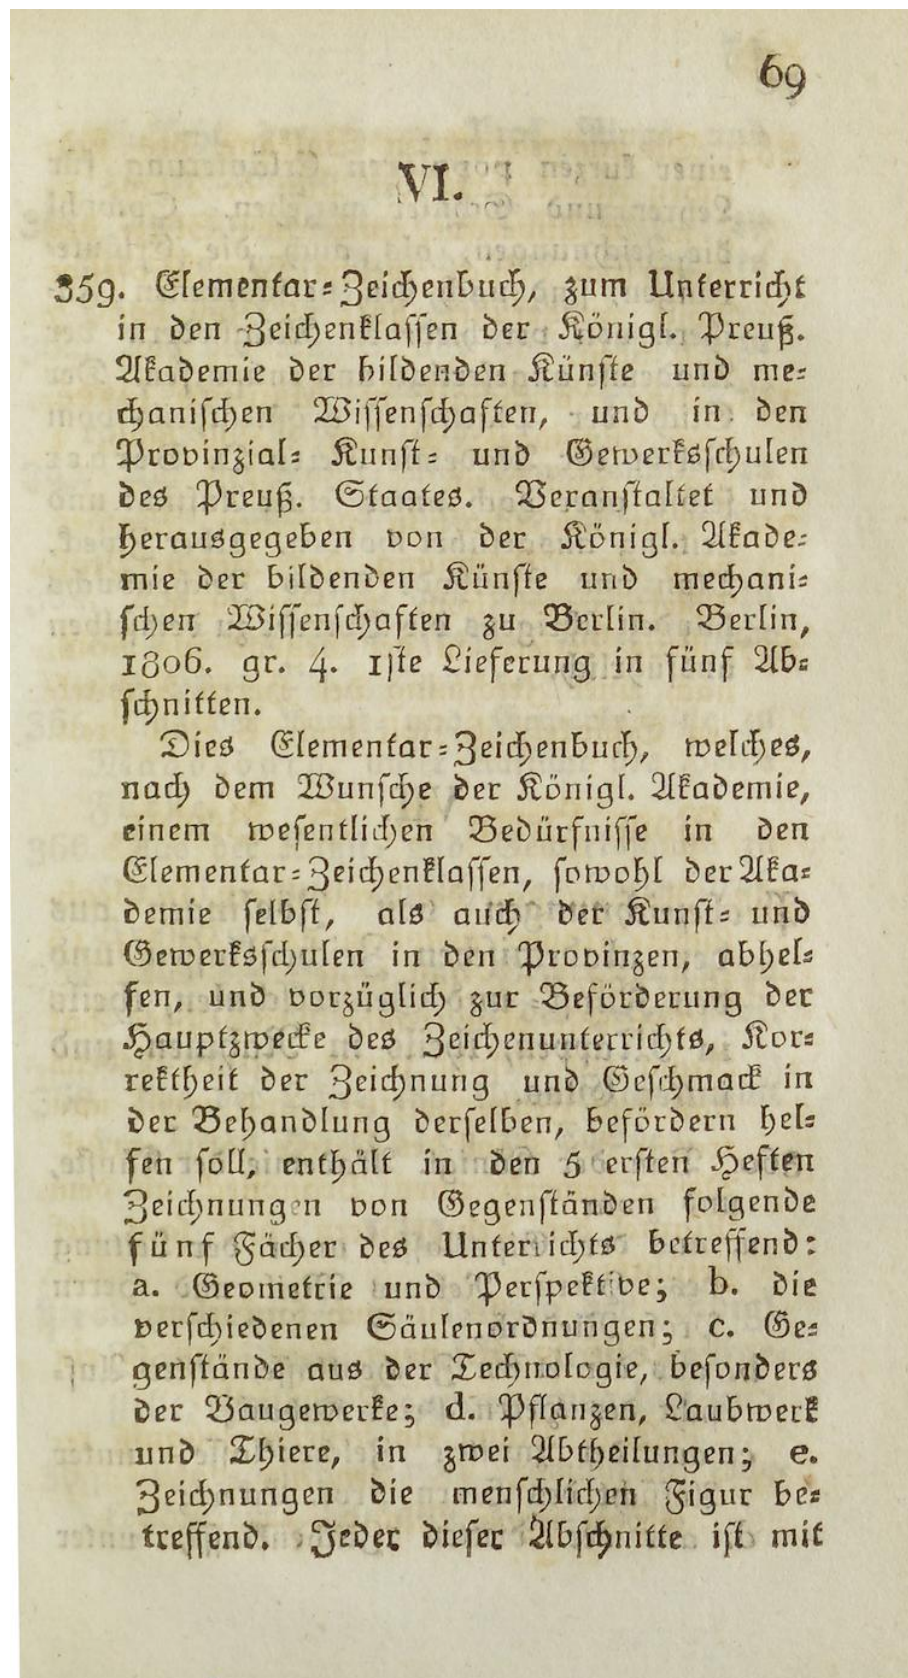 69
VI.
359. Elementar-Zeichenbuch, zum Unterricht
in den Zeichenklassen der Königl. Preuß.
Akademie der bildenden Künste und me-
chanischen Wissenschaften, und in den
Provinzial- Kunst- und Gewerksschulen
des Preuß. Staates. Veranstaltet und
herausgegeben von der Königl. Akade-
mie der bildenden Künste und mechani-
schen Wissenschaften zu Berlin. Berlin,
1806. gr. 4. 1ste Lieferung in fünf Ab-
schnitten.
Dies Elementar-Zeichenbuch, welches,
nach dem Wunsche der Königl. Akademie,
einem wesentlichen Bedürfnisse in den
Elementar-Zeichenklassen, sowohl der Aka-
demie selbst, als auch der Kunst- und
Gewerksschulen in den Provinzen, abhel-
fen, und vorzüglich zur Beförderung der
Hauptzwecke des Zeichenunterrichts, Kor-
rektheit der Zeichnung und Geschmack in
der Behandlung derselben, befördern hel-
fen soll, enthält in den 5 ersten Heften
Zeichnungen von Gegenständen folgende
fünf Fächer des Unterrichts betreffend:
a. Geometrie und Perspektive; b. die
verschiedenen Säulenordnungen; c. Ge-
genstände aus der Technologie, besonders
der Baugewerke; d. Pflanzen, Laubwerk
und Thiere, in zwei Abtheilungen; e.
Zeichnungen die menschlichen Figur be-
treffend. Jeder dieser Abschnitte ist mit